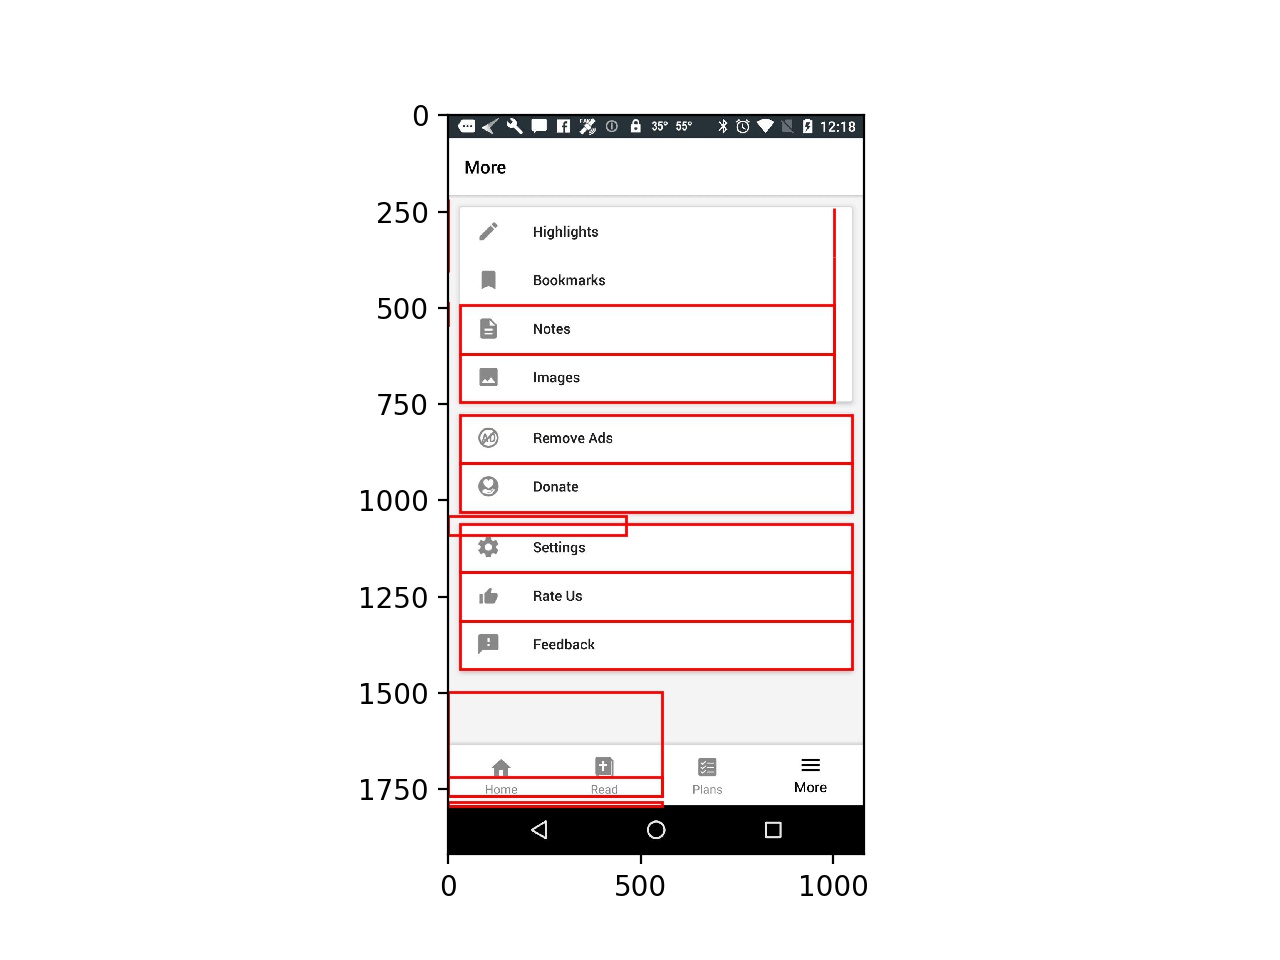 0
250
500
750
1000
1250
1500
1750
35° 55° 12:18
More
Highlights
Bookmarks
Notes
Images
AD Remove Ads
Donate
Settings
Rate Us
Feedback
Home Read Plans More
0 500 1000